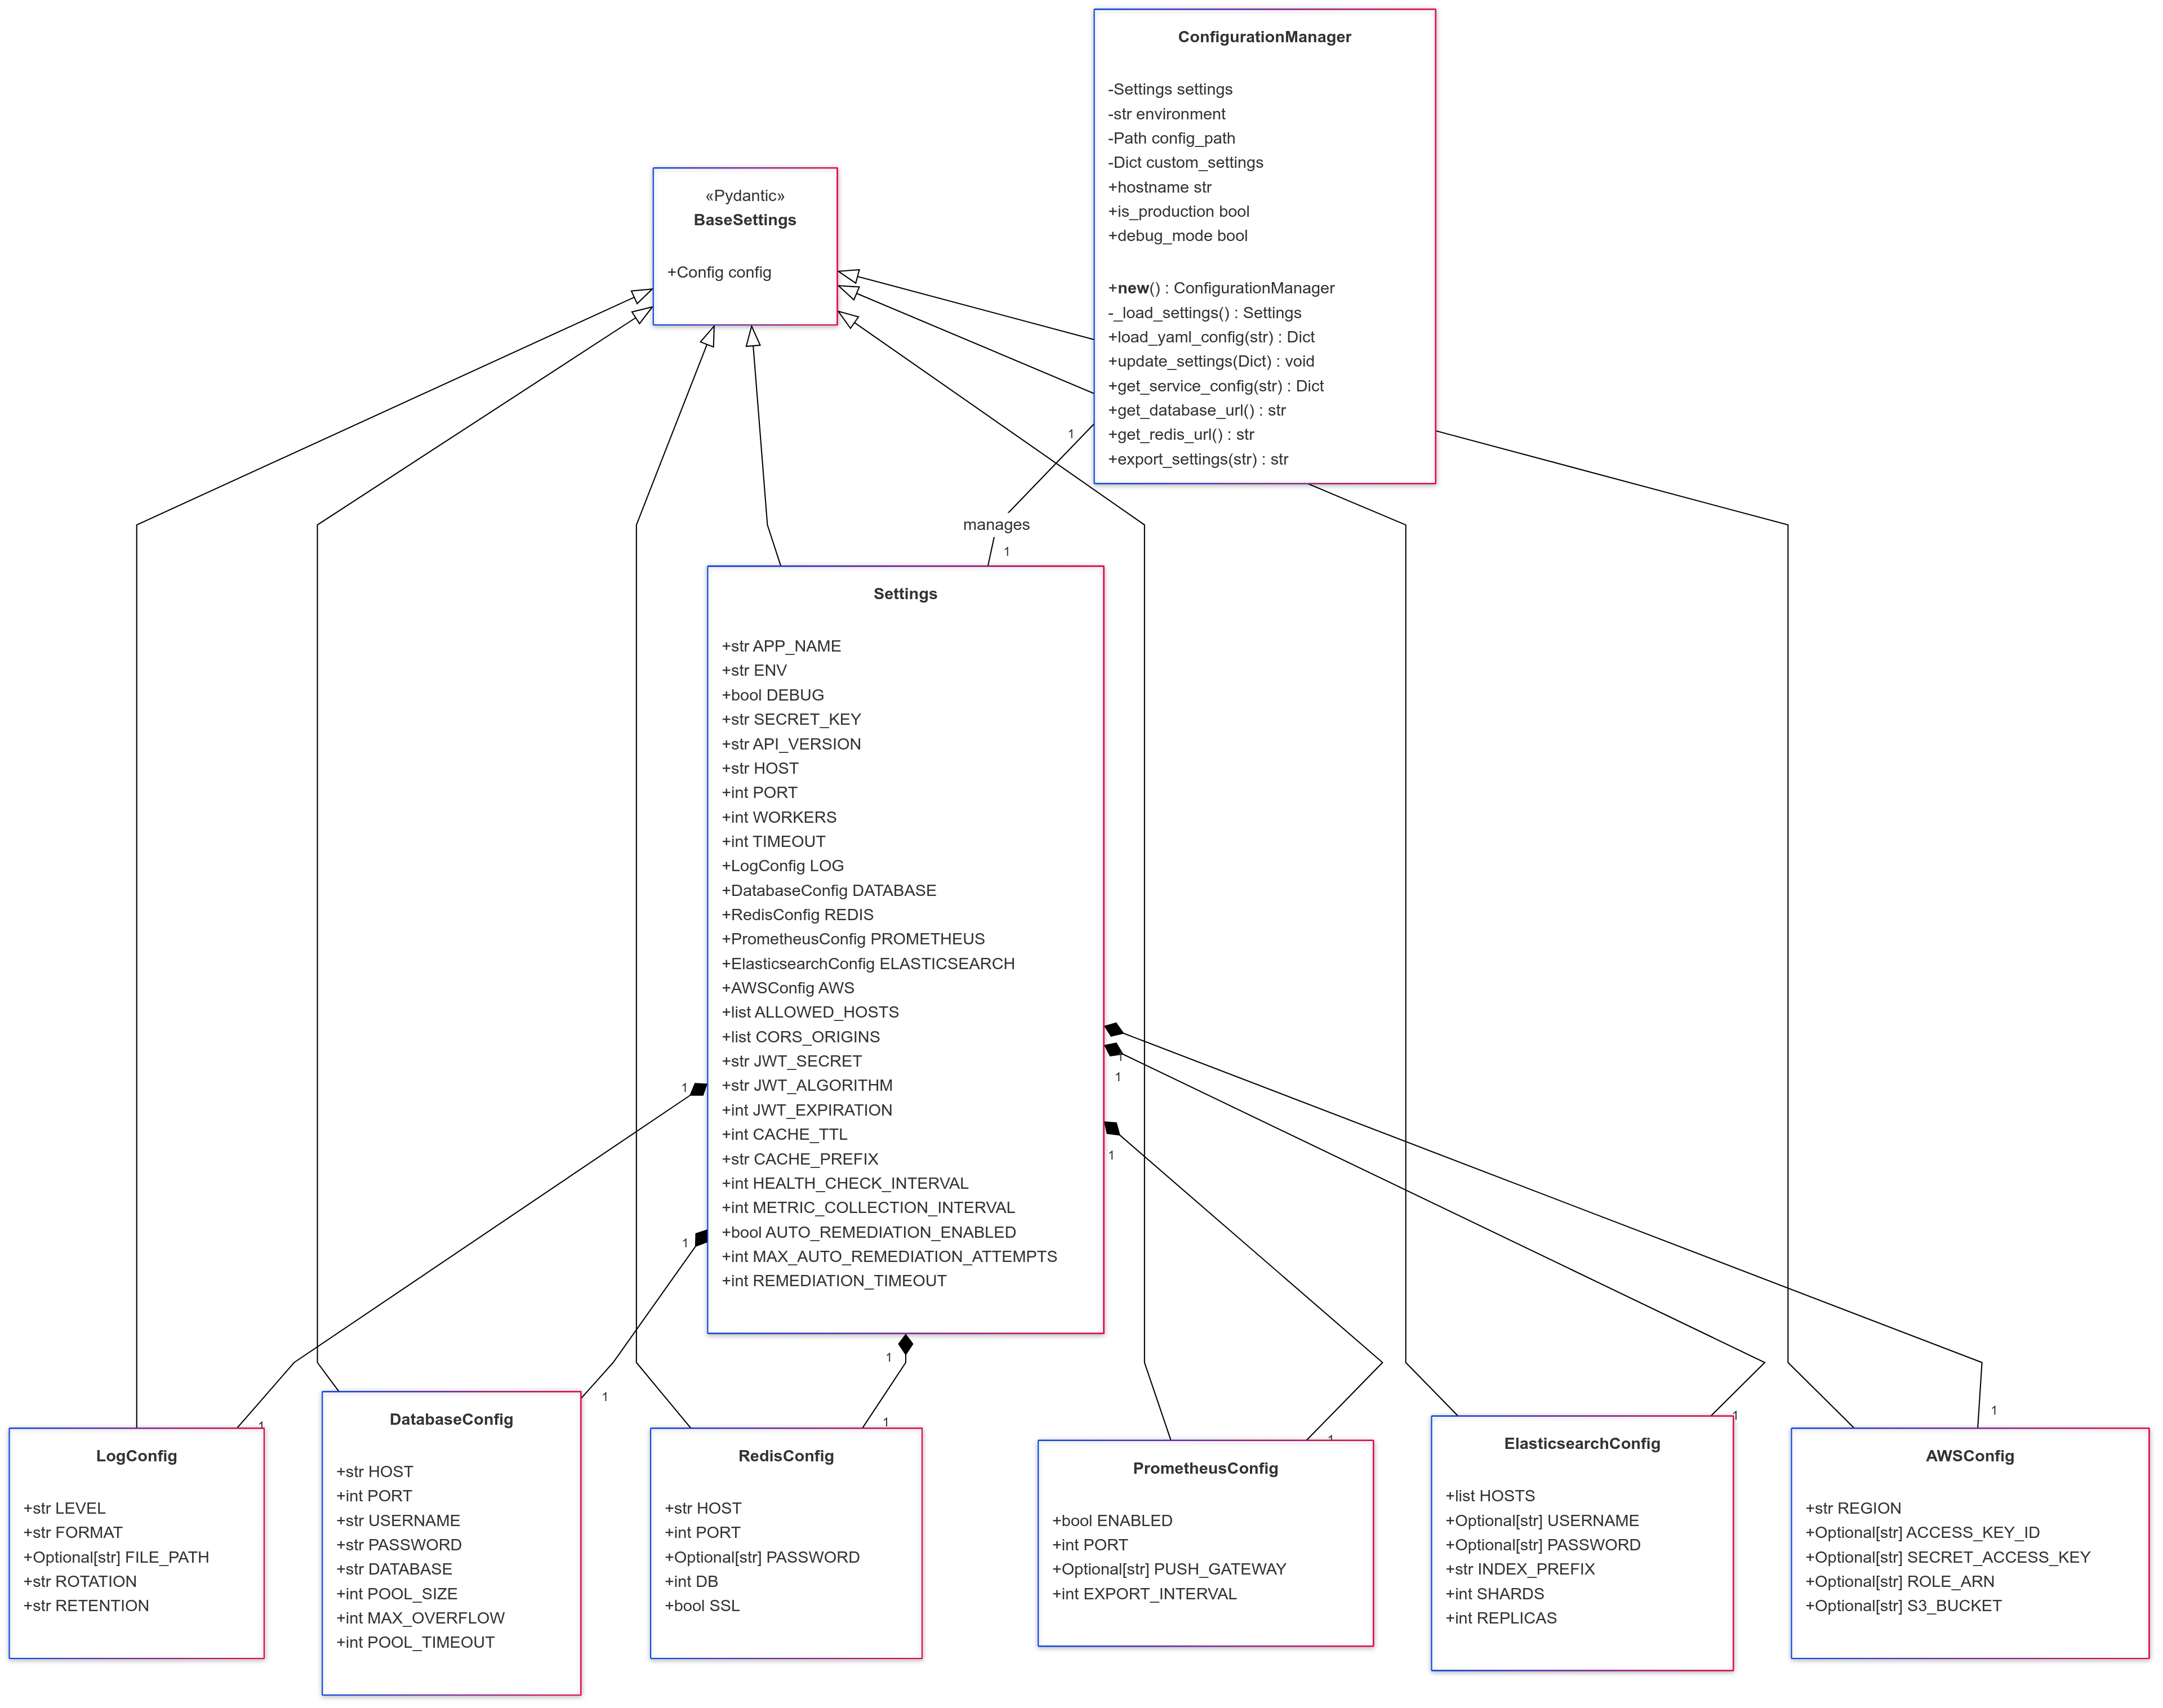 ConfigurationManager
-Settings settings
-str environment
-Path config_path
-Dict custom_settings
+hostname str
+is_production bool
+debug_mode bool
+new() : ConfigurationManager
-_load_settings() : Settings
+load_yaml_config(str) : Dict
+update_settings(Dict) : void
+get_service_config(str) : Dict
+get_database_url() : str
+get_redis_url() : str
+export_settings(str) : str
«Pydantic»
BaseSettings
+Config config
1
manages
1
Settings
+str APP_NAME
+str ENV
+bool DEBUG
+str SECRET_KEY
+str API_VERSION
+str HOST
+int PORT
+int WORKERS
+int TIMEOUT
+LogConfig LOG
+DatabaseConfig DATABASE
+RedisConfig REDIS
+PrometheusConfig PROMETHEUS
+ElasticsearchConfig ELASTICSEARCH
+AWSConfig AWS
+list ALLOWED_HOSTS
+list CORS_ORIGINS
+str JWT_SECRET
+str JWT_ALGORITHM
+int JWT_EXPIRATION
+int CACHE_TTL
+str CACHE_PREFIX
+int HEALTH_CHECK_INTERVAL
+int METRIC_COLLECTION_INTERVAL
+bool AUTO_REMEDIATION_ENABLED
+int MAX_AUTO_REMEDIATION_ATTEMPTS
+int REMEDIATION_TIMEOUT
1
1
1
1
1
1
1
1
1
1
1
1
LogConfig
+str LEVEL
+str FORMAT
+Optional[str] FILE_PATH
+str ROTATION
+str RETENTION
DatabaseConfig
+str HOST
+int PORT
+str USERNAME
+str PASSWORD
+str DATABASE
+int POOL_SIZE
+int MAX_OVERFLOW
+int POOL_TIMEOUT
RedisConfig
+str HOST
+int PORT
+Optional[str] PASSWORD
+int DB
+bool SSL
PrometheusConfig
+bool ENABLED
+int PORT
+Optional[str] PUSH_GATEWAY
+int EXPORT_INTERVAL
ElasticsearchConfig
+list HOSTS
+Optional[str] USERNAME
+Optional[str] PASSWORD
+str INDEX_PREFIX
+int SHARDS
+int REPLICAS
AWSConfig
+str REGION
+Optional[str] ACCESS_KEY_ID
+Optional[str] SECRET_ACCESS_KEY
+Optional[str] ROLE_ARN
+Optional[str] S3_BUCKET